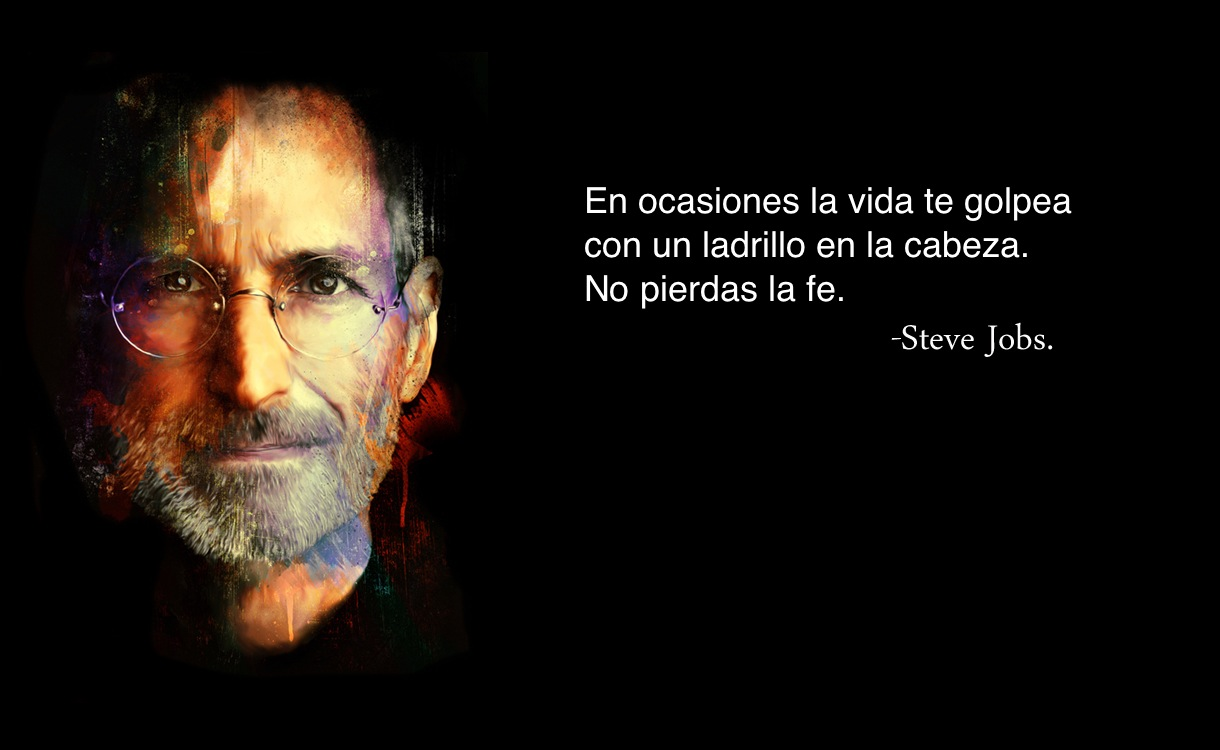 En ocasiones la vida te golpea
con un ladrillo en la cabeza.
No pierdas la fe.
-Steve Jobs.